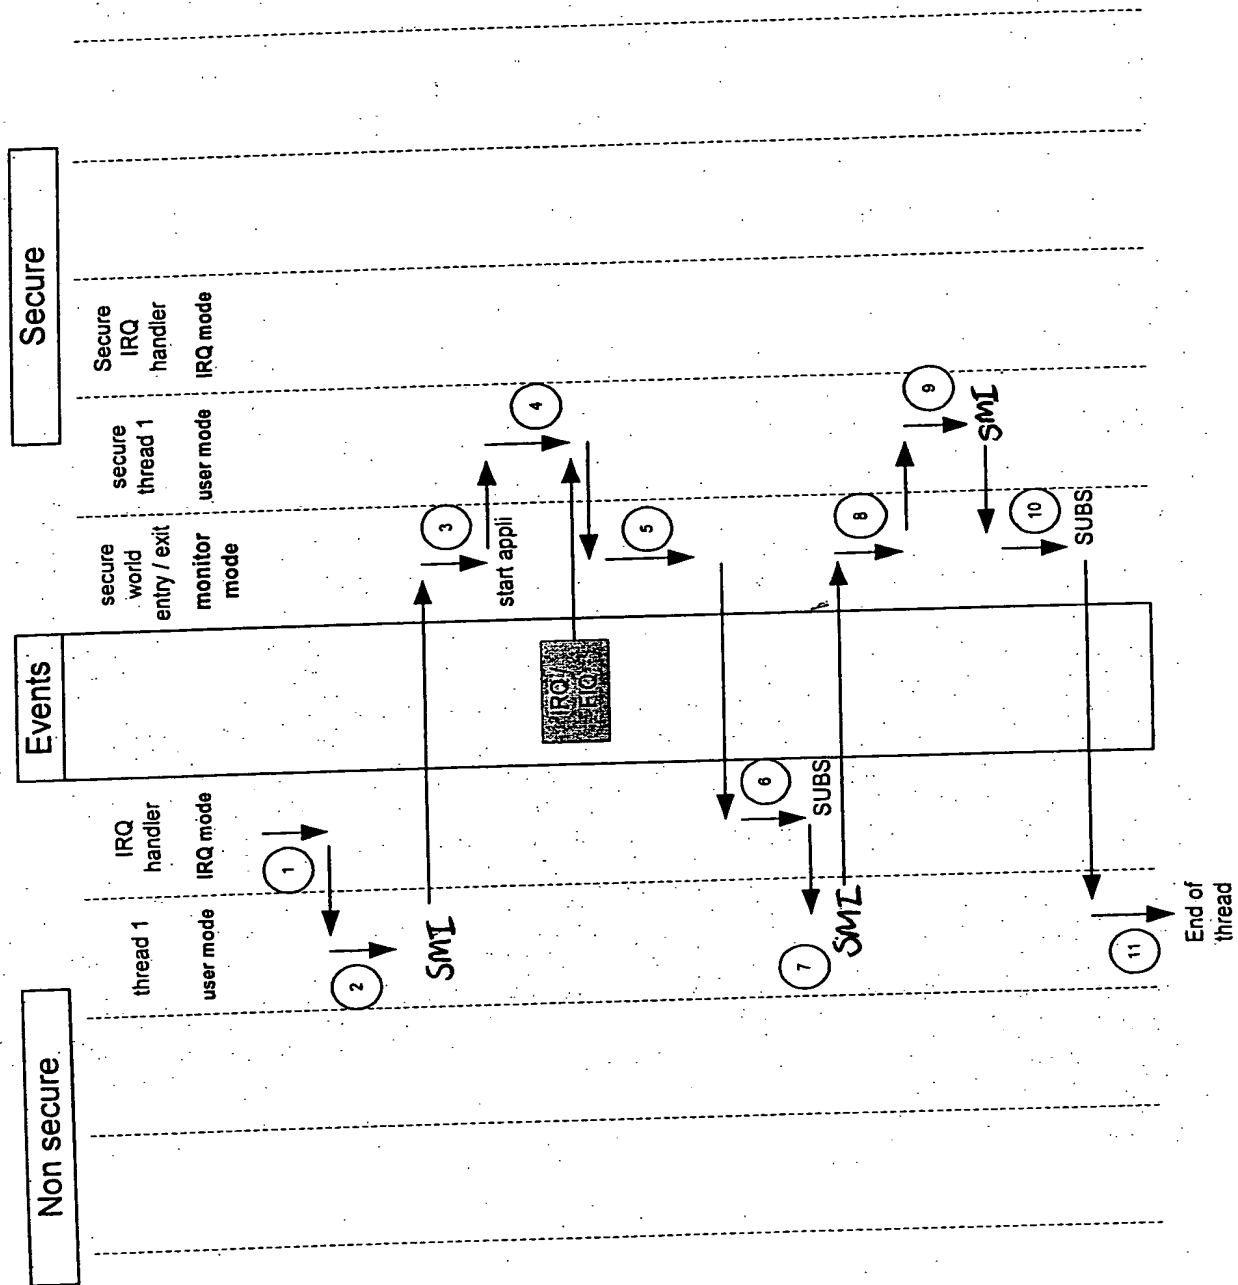 Non secure
Events
Secure
thread 1
user mode
IRQ
handler
IRQ mode
secure
world
entry / exit
monitor
mode
secure
thread 1
user mode
Secure
IRQ
handler
IRQ mode
1
2
SMI
3
start appli
4
IRQ /
FIQ
5
6
SUBS
7
SMI
8
9
SMI
10
SUBS
11
End of
thread